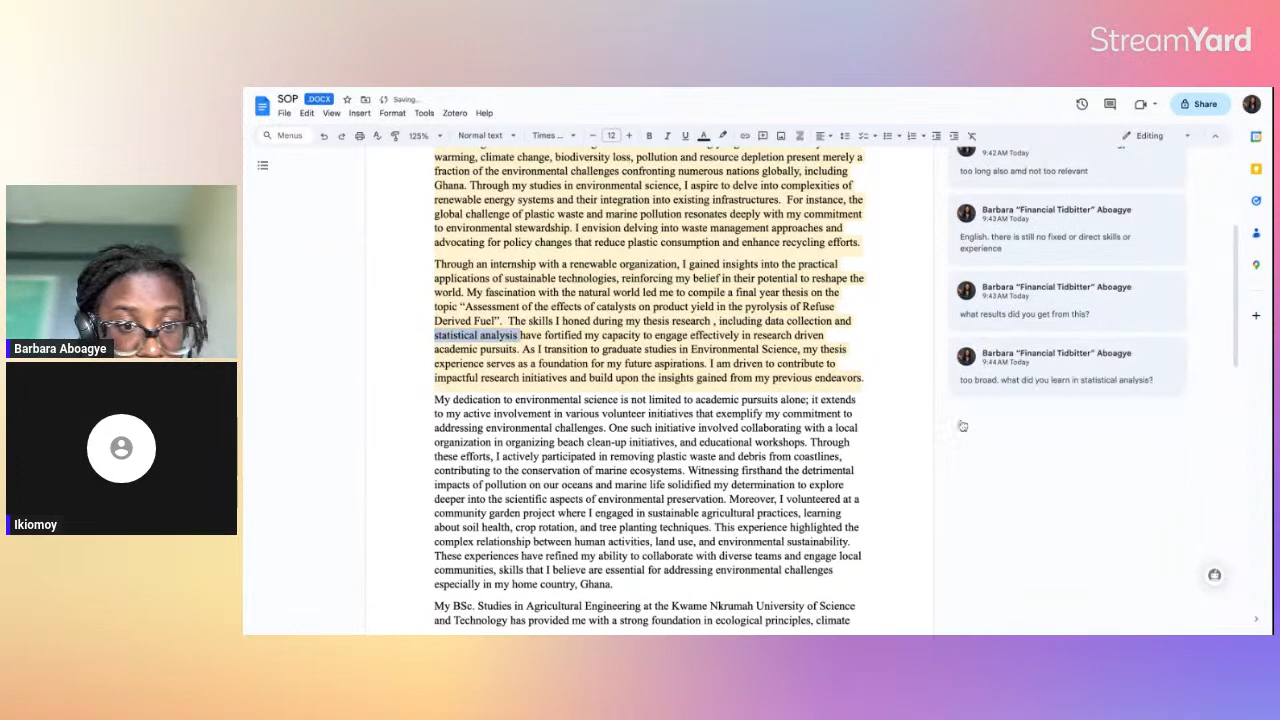 StreamYard
SOP .DOCX Saving...
File Edit View Insert Format Tools Zotero Help
Share
Menus 125% Normal text Times ... 12 B I U A Editing
warming, climate change, biodiversity loss, pollution and resource depletion present merely a
fraction of the environmental challenges confronting numerous nations globally, including
Ghana. Through my studies in environmental science, I aspire to delve into complexities of
renewable energy systems and their integration into existing infrastructures. For instance, the
global challenge of plastic waste and marine pollution resonates deeply with my commitment
to environmental stewardship. I envision delving into waste management approaches and
advocating for policy changes that reduce plastic consumption and enhance recycling efforts.
Through an internship with a renewable organization, I gained insights into the practical
applications of sustainable technologies, reinforcing my belief in their potential to reshape the
world. My fascination with the natural world led me to compile a final year thesis on the
topic “Assessment of the effects of catalysts on product yield in the pyrolysis of Refuse
Derived Fuel”. The skills I honed during my thesis research , including data collection and
statistical analysis have fortified my capacity to engage effectively in research driven
academic pursuits. As I transition to graduate studies in Environmental Science, my thesis
experience serves as a foundation for my future aspirations. I am driven to contribute to
impactful research initiatives and build upon the insights gained from my previous endeavors.
My dedication to environmental science is not limited to academic pursuits alone; it extends
to my active involvement in various volunteer initiatives that exemplify my commitment to
addressing environmental challenges. One such initiative involved collaborating with a local
organization in organizing beach clean-up initiatives, and educational workshops. Through
these efforts, I actively participated in removing plastic waste and debris from coastlines,
contributing to the conservation of marine ecosystems. Witnessing firsthand the detrimental
impacts of pollution on our oceans and marine life solidified my determination to explore
deeper into the scientific aspects of environmental preservation. Moreover, I volunteered at a
community garden project where I engaged in sustainable agricultural practices, learning
about soil health, crop rotation, and tree planting techniques. This experience highlighted the
complex relationship between human activities, land use, and environmental sustainability.
These experiences have refined my ability to collaborate with diverse teams and engage local
communities, skills that I believe are essential for addressing environmental challenges
especially in my home country, Ghana.
My BSc. Studies in Agricultural Engineering at the Kwame Nkrumah University of Science
and Technology has provided me with a strong foundation in ecological principles, climate
9:42 AM Today
too long also amd not too relevant
Barbara “Financial Tidbitter” Aboagye
9:43 AM Today
English. there is still no fixed or direct skills or
experience
Barbara “Financial Tidbitter” Aboagye
9:43 AM Today
what results did you get from this?
Barbara “Financial Tidbitter” Aboagye
9:44 AM Today
too broad. what did you learn in statistical analysis?
Barbara Aboagye
Ikiomoy